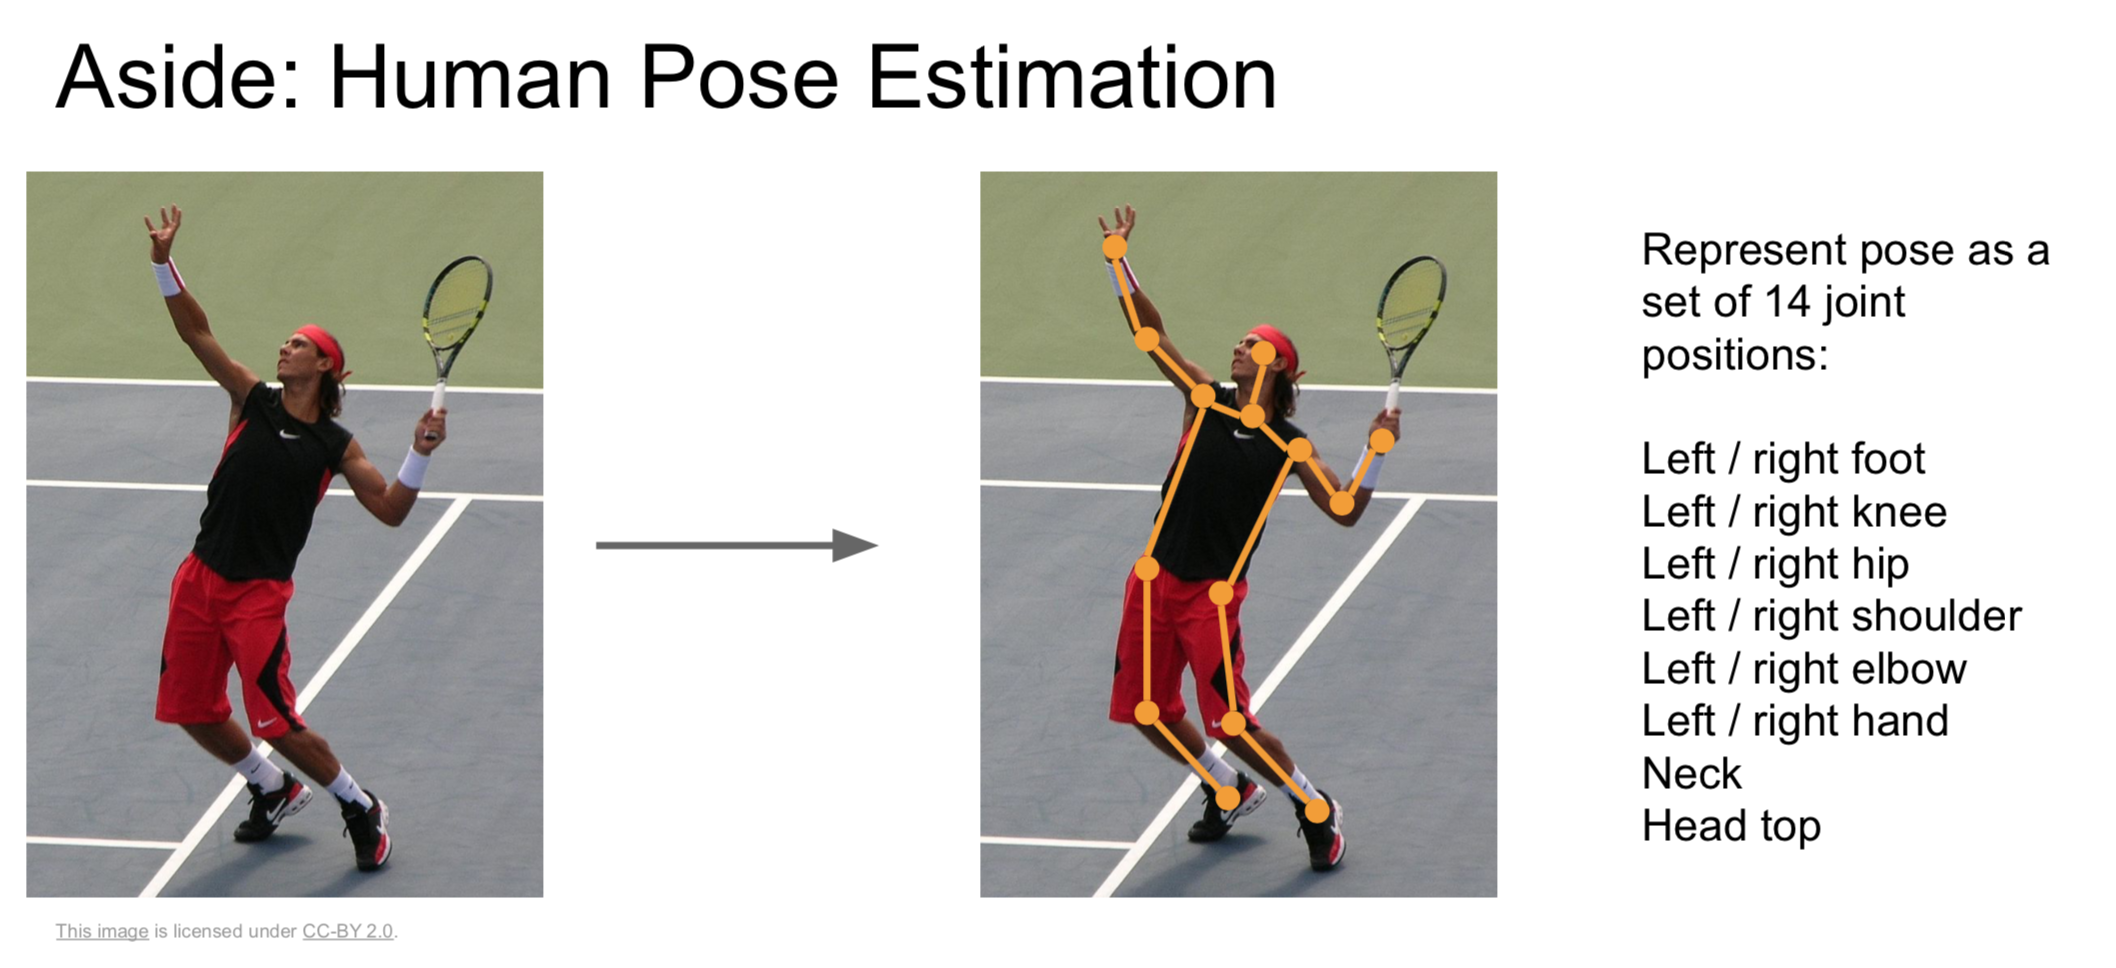 Aside: Human Pose Estimation
Represent pose as a
set of 14 joint
positions:
Left / right foot
Left / right knee
Left / right hip
Left / right shoulder
Left / right elbow
Left / right hand
Neck
Head top
This image is licensed under CC-BY 2.0.